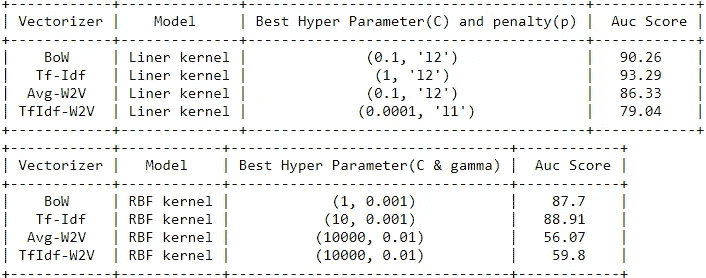 +------------+--------------+------------------------------------------+-----------+
| Vectorizer | Model | Best Hyper Parameter(C) and penalty(p) | Auc Score |
+------------+--------------+------------------------------------------+-----------+
| BoW | Liner kernel | (0.1, 'l2') | 90.26 |
| Tf-Idf | Liner kernel | (1, 'l2') | 93.29 |
| Avg-W2V | Liner kernel | (0.1, 'l2') | 86.33 |
| TfIdf-W2V | Liner kernel | (0.0001, 'l1') | 79.04 |
+------------+--------------+------------------------------------------+-----------+
| Vectorizer | Model | Best Hyper Parameter(C & gamma) | Auc Score |
+------------+------------+---------------------------------+-----------+
| BoW | RBF kernel | (1, 0.001) | 87.7 |
| Tf-Idf | RBF kernel | (10, 0.001) | 88.91 |
| Avg-W2V | RBF kernel | (10000, 0.01) | 56.07 |
| TfIdf-W2V | RBF kernel | (10000, 0.01) | 59.8 |
+------------+------------+---------------------------------+-----------+